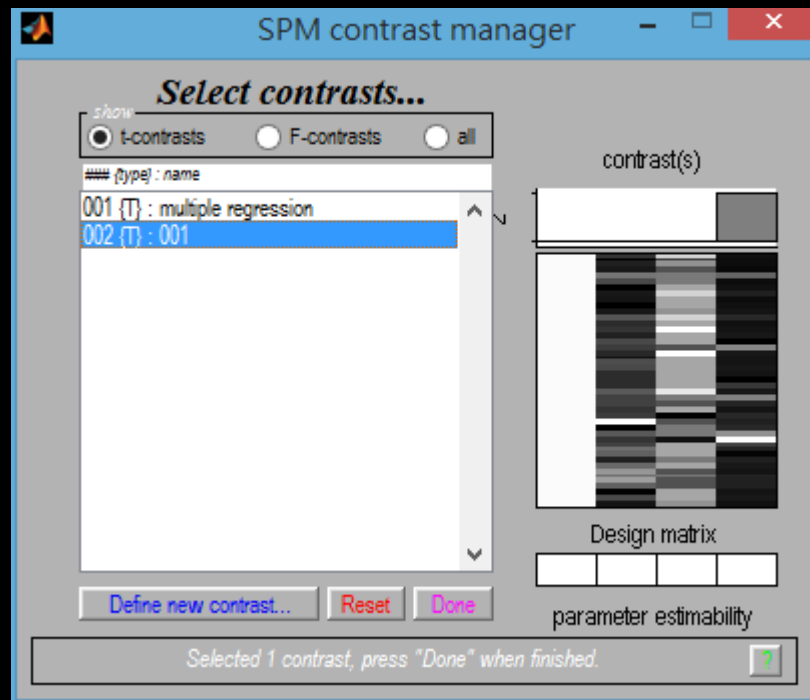 SPM contrast manager
Select contrasts...
show
t-contrasts F-contrasts all
### {type} : name
001 {T} : multiple regression
002 {T} : 001
contrast(s)
2
Design matrix
parameter estimability
Define new contrast... Reset Done
Selected 1 contrast, press "Done" when finished.
?